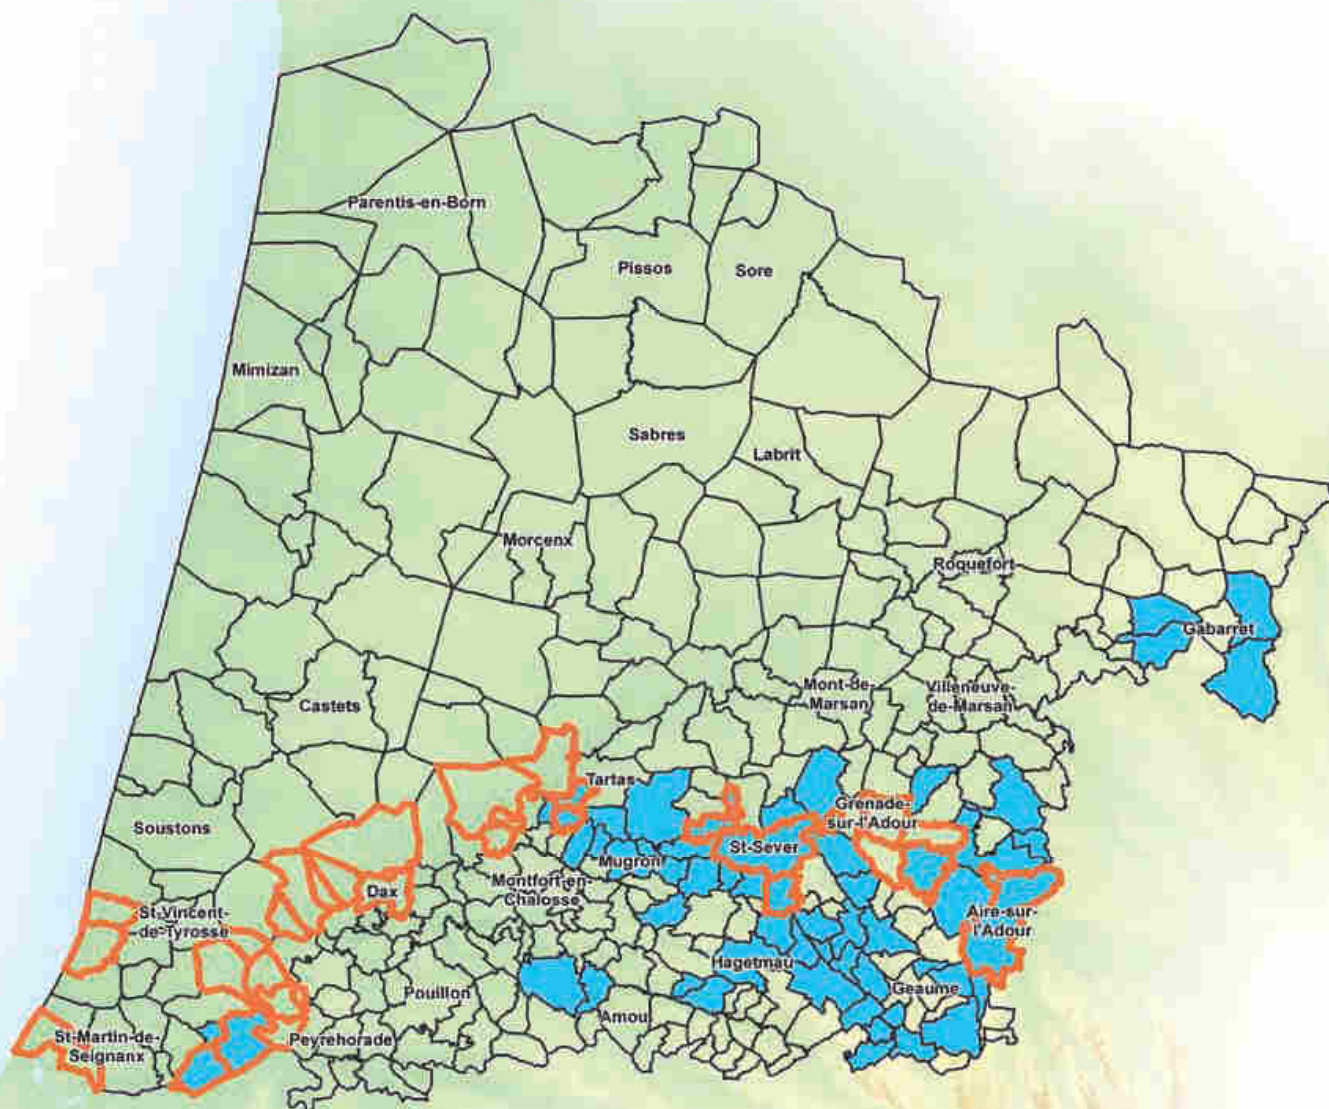 Parentis-en-Born
Pissos
Sore
Mimizan
Sabres
Labrit
Morcenx
Roquefort
Gabarret
Castets
Mont-de-
Marsan
Villeneuve-
de-Marsan
Tartas
Soustons
Grenade-
sur-l'Adour
St-Sever
Mugron
Dax
Montfort-en-
Chalosse
St-Vincent-
de-Tyrosse
Aire-sur-
l'Adour
Hagetmau
Geaume
Pouillon
Amou
St-Martin-de-
Seignanx
Peyrehorade